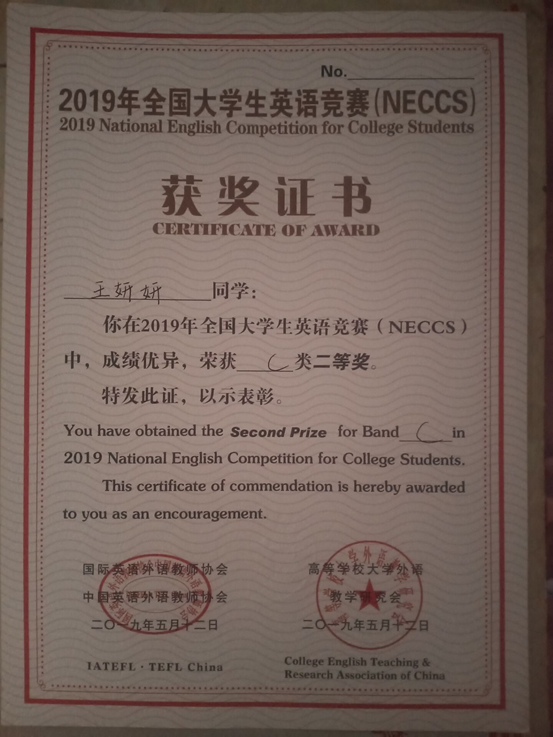 No.
2019年全国大学生英语竞赛(NECCS)
2019 National English Competition for College Students
获奖证书
CERTIFICATE OF AWARD
王妍妍 同学:
你在2019年全国大学生英语竞赛(NECCS)
中,成绩优异,荣获 C 类二等奖。
特发此证,以示表彰。
You have obtained the Second Prize for Band C in
2019 National English Competition for College Students.
This certificate of commendation is hereby awarded
to you as an encouragement.
国际英语外语教师协会
中国英语外语教师协会
二〇一九年五月十二日
IATEFL·TEFL China
高等学校大学外语
教学研究会
二〇一九年五月十二日
College English Teaching &
Research Association of China